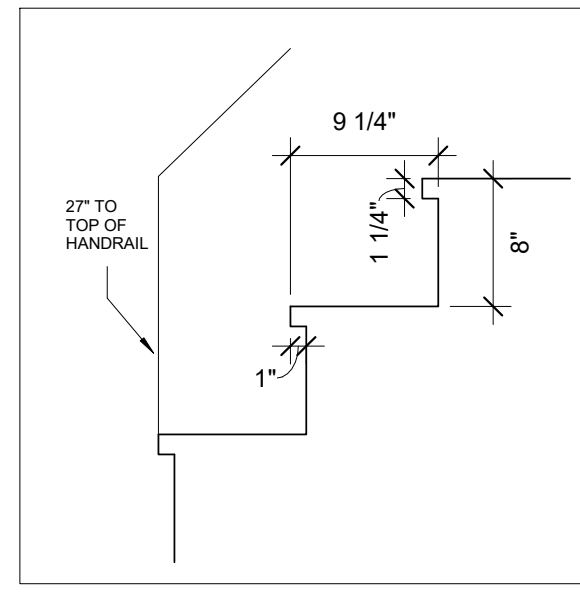 9 1/4"
1 1/4"
8"
27" TO
TOP OF
HANDRAIL
1"